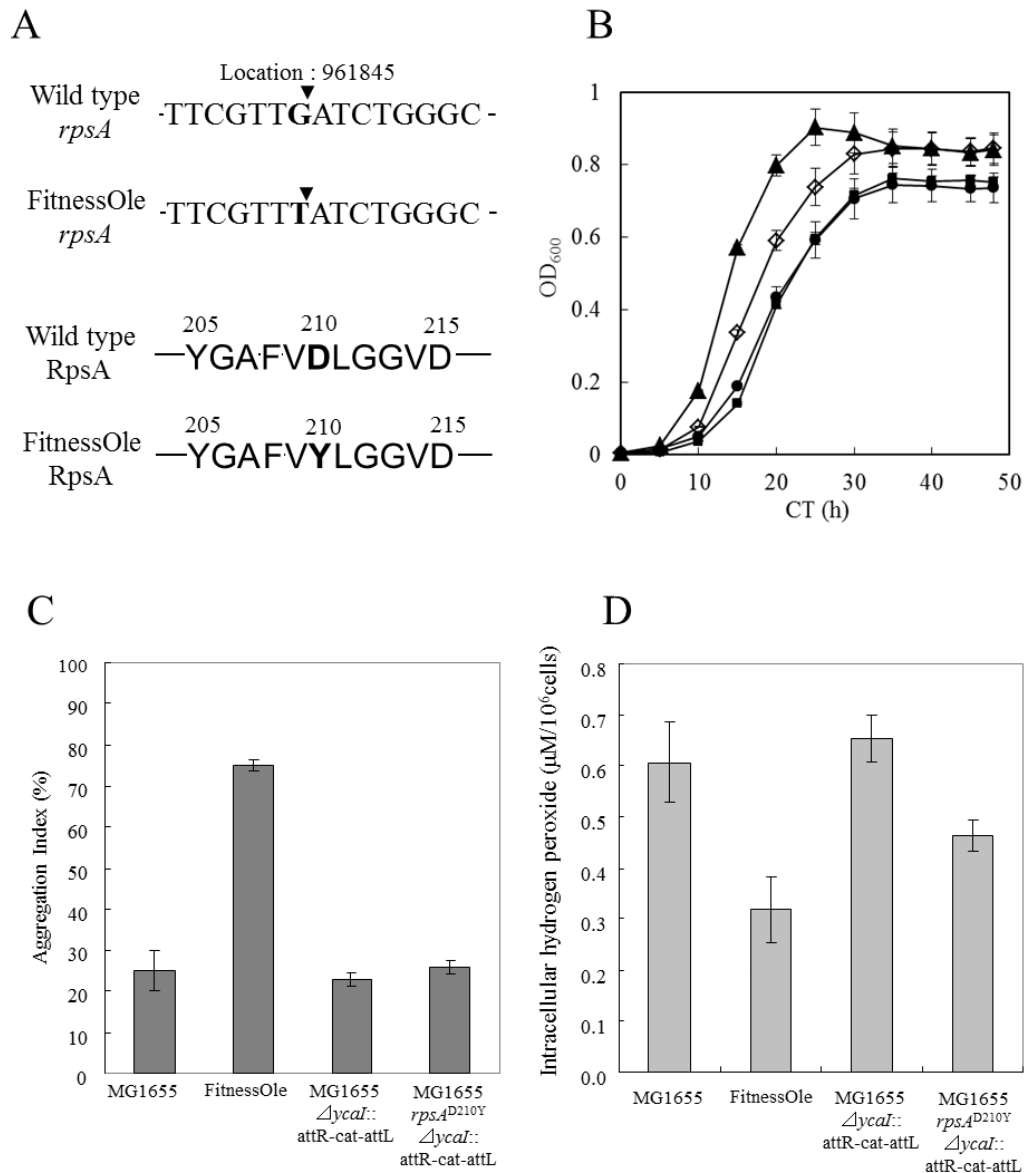 A
Location : 961845
Wild type
rpsA
-TTCGTTGATCTGGGC -
FitnessOle
rpsA
-TTCGTTTATCTGGGC -
205 210 215
Wild type
RpsA
YGAFVDLGGVD
205 210 215
FitnessOle
RpsA
YGAFVYLGGVD
B
1
0.8
0.6
0.4
0.2
0
OD600
0 10 20 30 40 50
CT (h)
C
100
90
80
70
60
50
40
30
20
10
0
Aggregation Index (%)
MG1655
FitnessOle
MG1655
ΔycaI::
attR-cat-attL
MG1655
rpsAD210Y
ΔycaI::
attR-cat-attL
D
0.8
0.7
0.6
0.5
0.4
0.3
0.2
0.1
0.0
Intracellular hydrogen peroxide (μM/10⁶cells)
MG1655
FitnessOle
MG1655
ΔycaI::
attR-cat-attL
MG1655
rpsAD210Y
ΔycaI::
attR-cat-attL